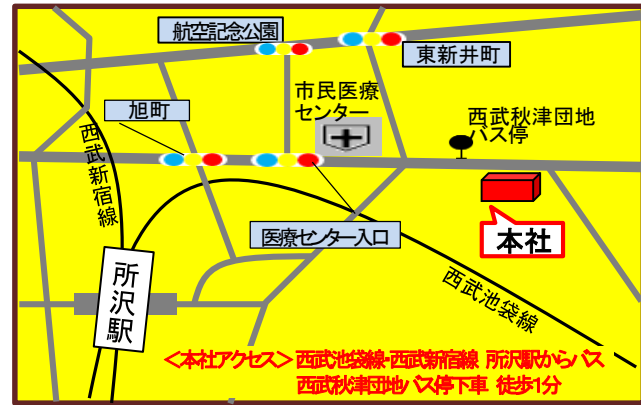 航空記念公園
東新井町
市民医療
センター
旭町
西武秋津団地
バス停
西武新宿線
医療センター入口
本社
所沢駅
西武池袋線
＜本社アクセス＞ 西武池袋線・西武新宿線 所沢駅からバス
西武秋津団地バス停下車 徒歩1分